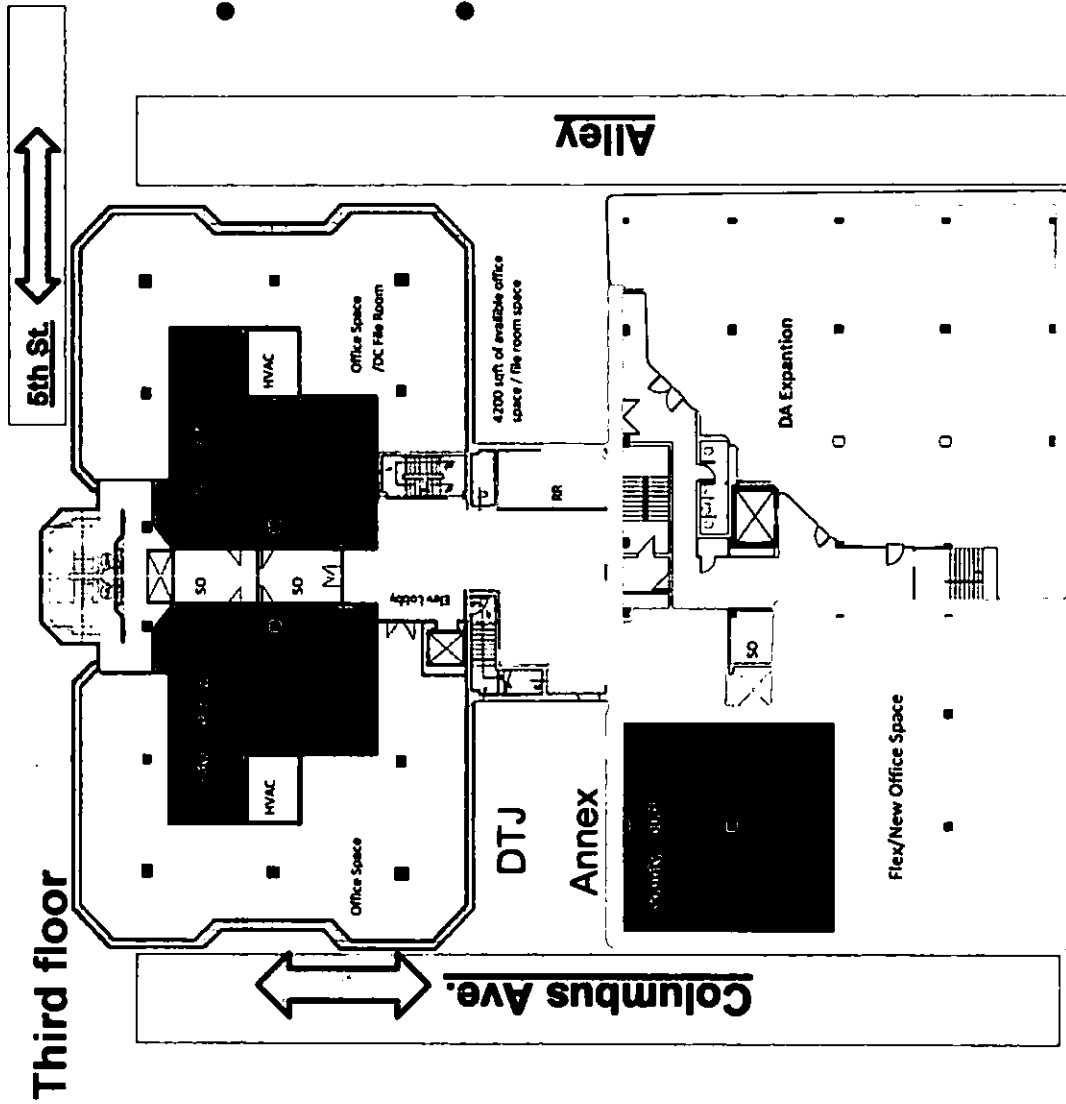 Third floor
5th St.
Alley
Columbus Ave.
Office Space
/DC File Room
HVAC
4200 sqft of availible office
space / file room space
SO
SO
Elev Lobby
RR
HVAC
Office Space
DTJ
Annex
DA Expantion
SO
Flex/New Office Space